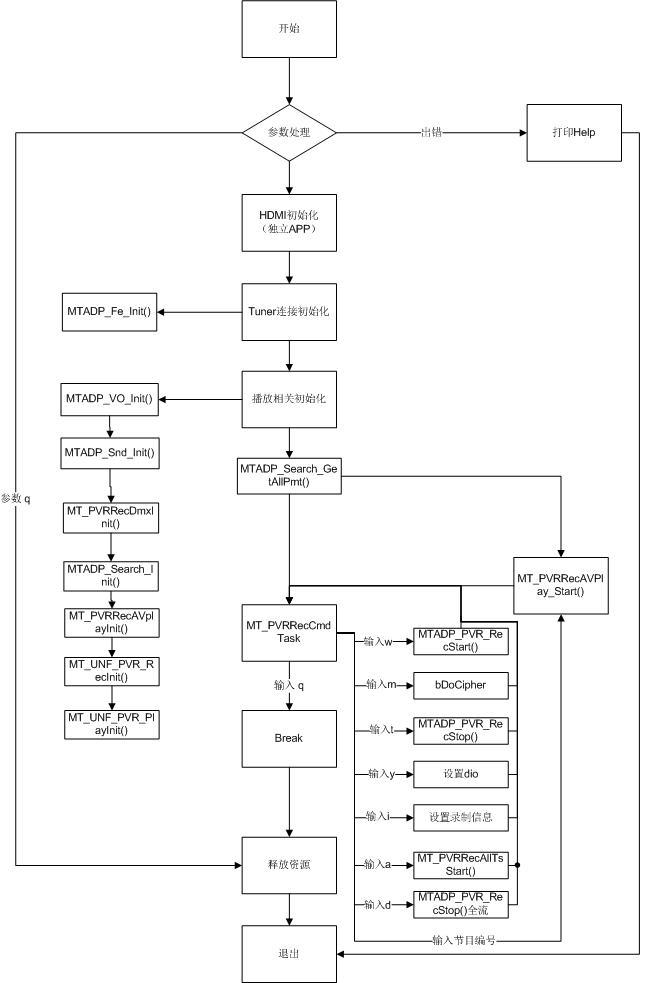 开始
参数处理
出错
打印Help
HDMI初始化
（独立APP）
Tuner连接初始化
MTADP_Fe_Init()
播放相关初始化
MTADP_VO_Init()
MTADP_Snd_Init()
MTADP_Search_Ge
tAllPmt()
参数 q
MT_PVRRecDmxI
nit()
MTADP_Search_I
nit()
MT_PVRRecAVpl
ayInit()
MT_UNF_PVR_R
ecInit()
MT_UNF_PVR_Pl
ayInit()
MT_PVRRecAVPl
ay_Start()
MT_PVRRecCmd
Task
输入w
MTADP_PVR_Re
cStart()
输入 q
输入m
bDoCipher
输入t
MTADP_PVR_Re
cStop()
Break
输入y
设置dio
输入i
设置录制信息
输入a
MT_PVRRecAllTs
Start()
释放资源
输入d
MTADP_PVR_Re
cStop()全流
输入节目编号
退出